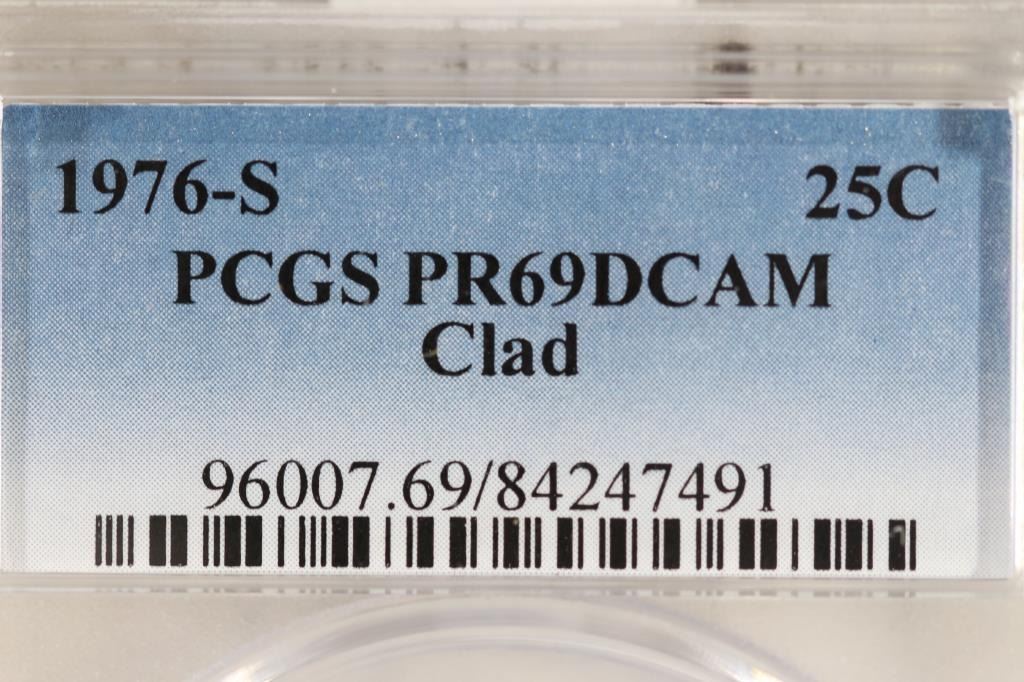 1976-S 25C
PCGS PR69DCAM
Clad
96007.69/84247491